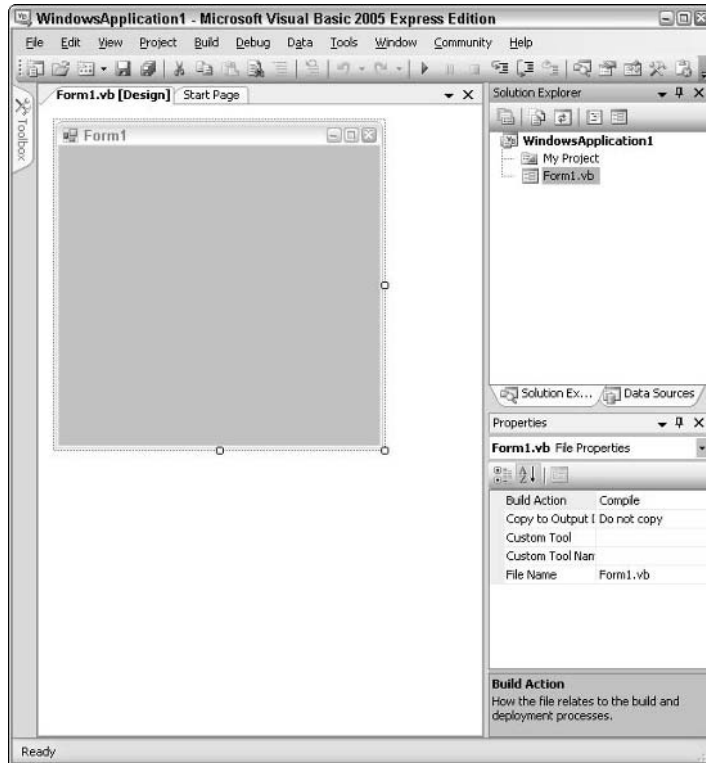 WindowsApplication1 - Microsoft Visual Basic 2005 Express Edition
File Edit View Project Build Debug Data Tools Window Community Help
Toolbox
Form1.vb [Design] Start Page
Form1
Solution Explorer
WindowsApplication1
My Project
Form1.vb
Solution Ex... Data Sources
Properties
Form1.vb File Properties
Build Action Compile
Copy to Output D Do not copy
Custom Tool
Custom Tool Nam
File Name Form1.vb
Build Action
How the file relates to the build and
deployment processes.
Ready